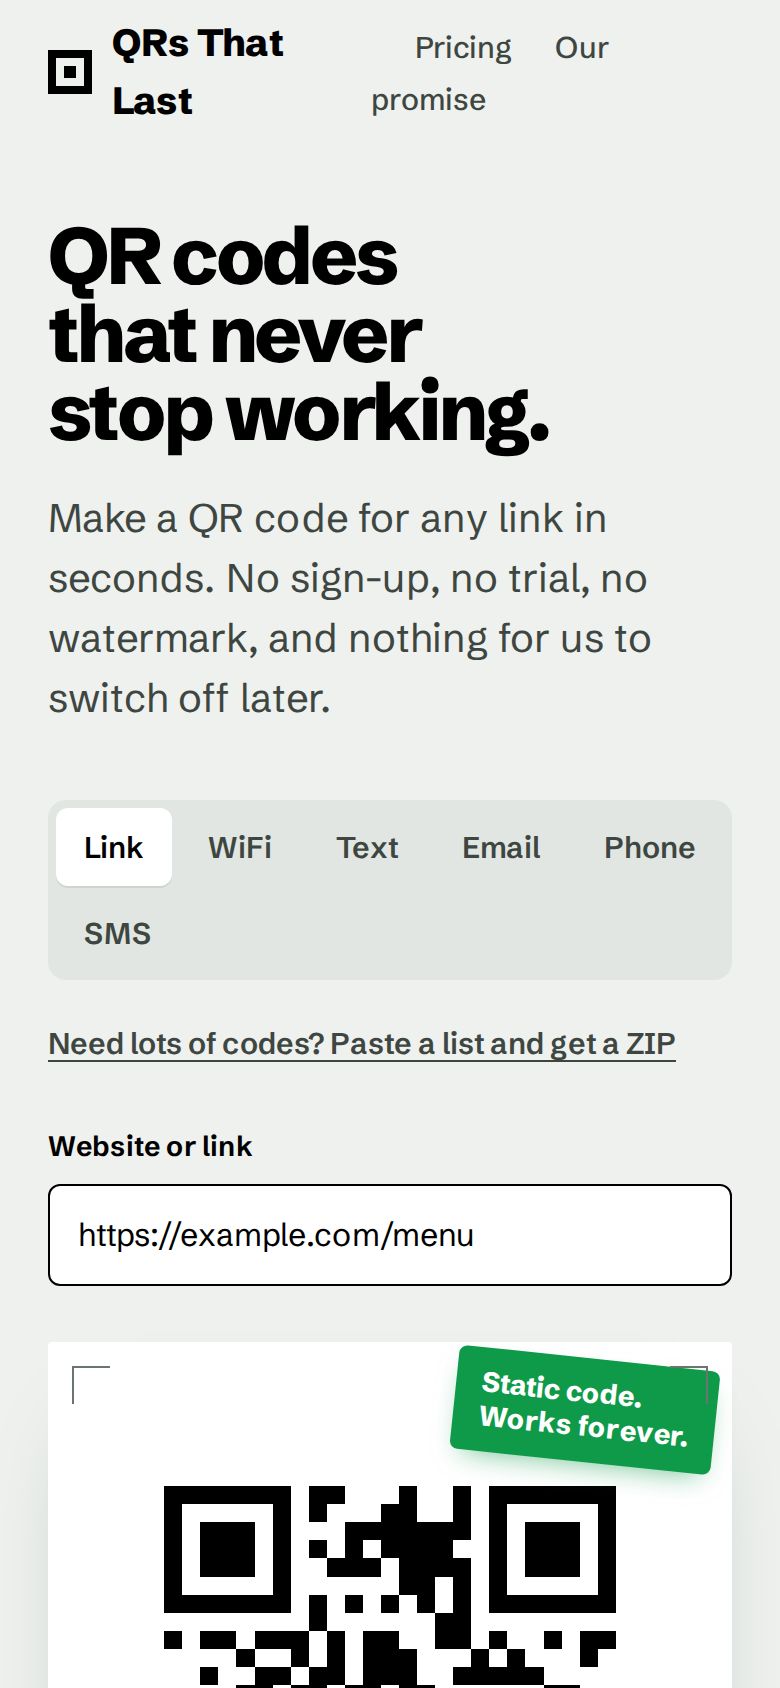 QRs That
Last
Pricing Our
promise
QR codes
that never
stop working.
Make a QR code for any link in
seconds. No sign-up, no trial, no
watermark, and nothing for us to
switch off later.
Link WiFi Text Email Phone
SMS
Need lots of codes? Paste a list and get a ZIP
Website or link
https://example.com/menu
Static code.
Works forever.